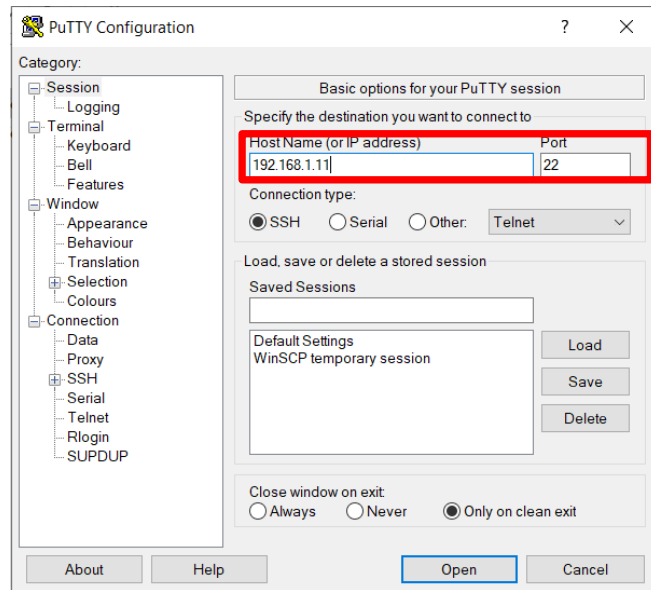 PuTTY Configuration
?
Category:
Session
Logging
Terminal
Keyboard
Bell
Features
Window
Appearance
Behaviour
Translation
Selection
Colours
Connection
Data
Proxy
SSH
Serial
Telnet
Rlogin
SUPDUP
Basic options for your PuTTY session
Specify the destination you want to connect to
Host Name (or IP address) Port
192.168.1.11 22
Connection type:
SSH Serial Other: Telnet
Load, save or delete a stored session
Saved Sessions
Default Settings
WinSCP temporary session
Load
Save
Delete
Close window on exit:
Always Never Only on clean exit
About Help Open Cancel